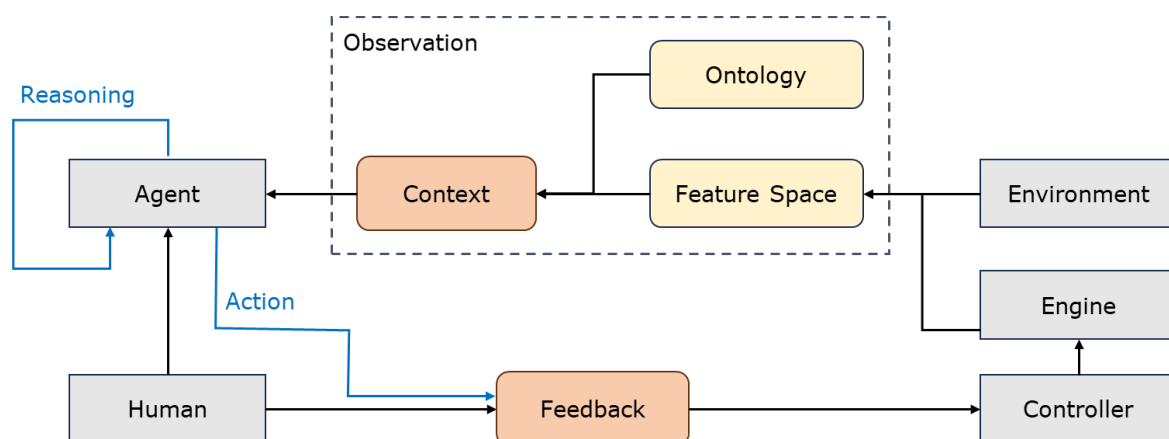 Observation
Ontology
Reasoning
Agent
Context
Feature Space
Environment
Action
Engine
Human
Feedback
Controller